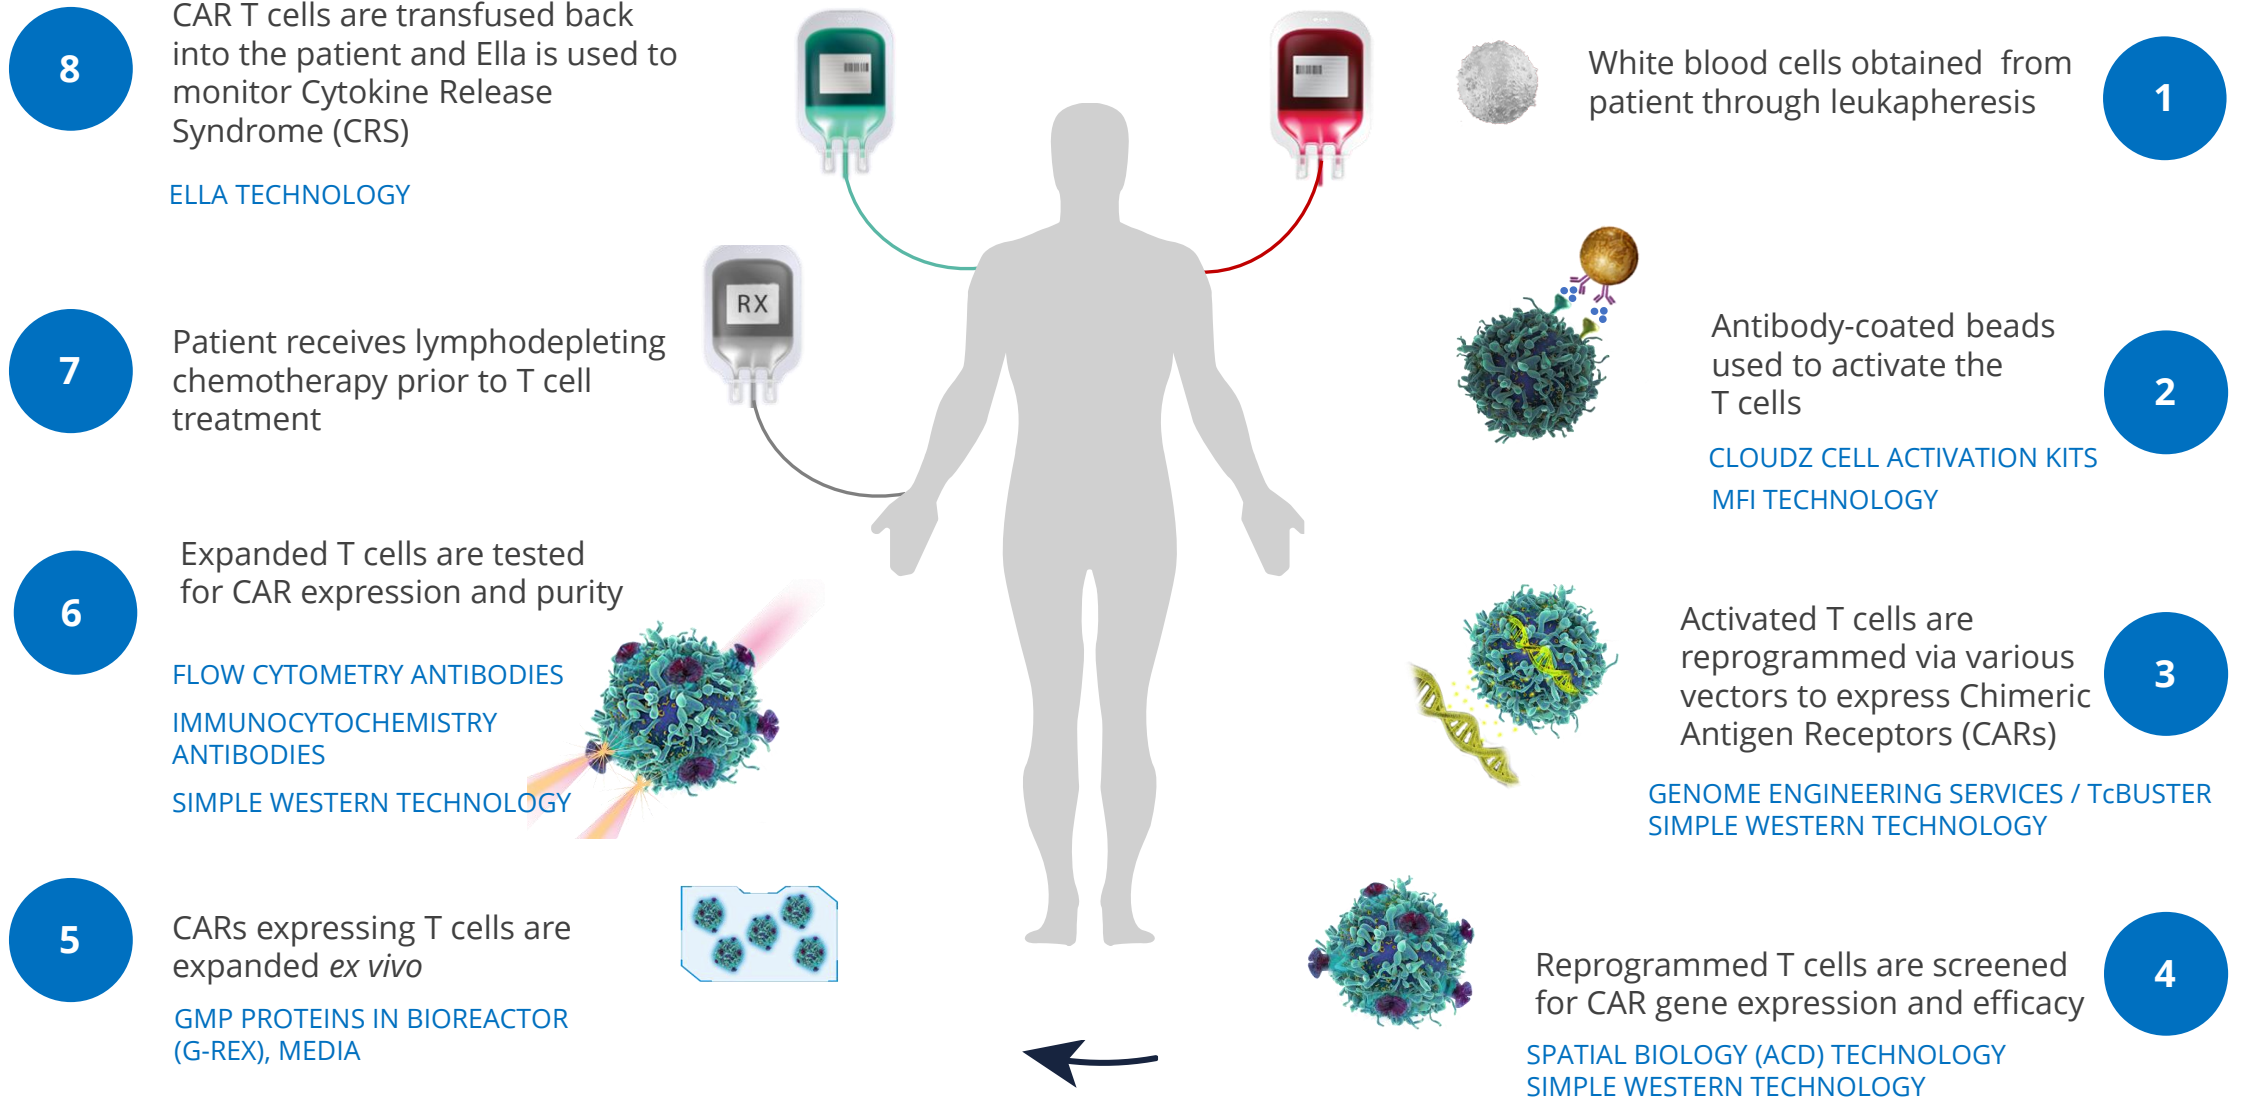 1
White blood cells obtained from
patient through leukapheresis
2
Antibody-coated beads
used to activate the
T cells
CLOUDZ CELL ACTIVATION KITS
MFI TECHNOLOGY
3
Activated T cells are
reprogrammed via various
vectors to express Chimeric
Antigen Receptors (CARs)
GENOME ENGINEERING SERVICES / TcBUSTER
SIMPLE WESTERN TECHNOLOGY
4
Reprogrammed T cells are screened
for CAR gene expression and efficacy
SPATIAL BIOLOGY (ACD) TECHNOLOGY
SIMPLE WESTERN TECHNOLOGY
5
CARs expressing T cells are
expanded ex vivo
GMP PROTEINS IN BIOREACTOR
(G-REX), MEDIA
6
Expanded T cells are tested
for CAR expression and purity
FLOW CYTOMETRY ANTIBODIES
IMMUNOCYTOCHEMISTRY
ANTIBODIES
SIMPLE WESTERN TECHNOLOGY
7
Patient receives lymphodepleting
chemotherapy prior to T cell
treatment
RX
8
CAR T cells are transfused back
into the patient and Ella is used to
monitor Cytokine Release
Syndrome (CRS)
ELLA TECHNOLOGY